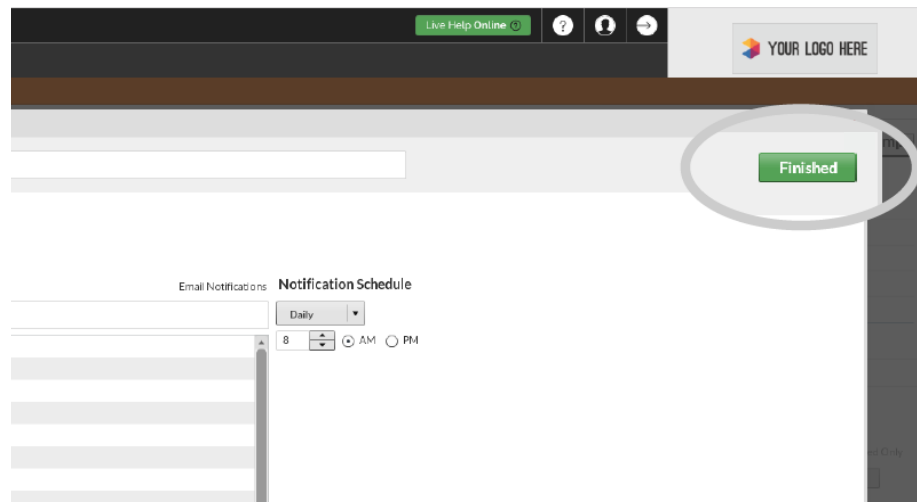 Live Help Online ?
?
YOUR LOGO HERE
Finished
Email Notifications
Notification Schedule
Daily
8
AM
PM